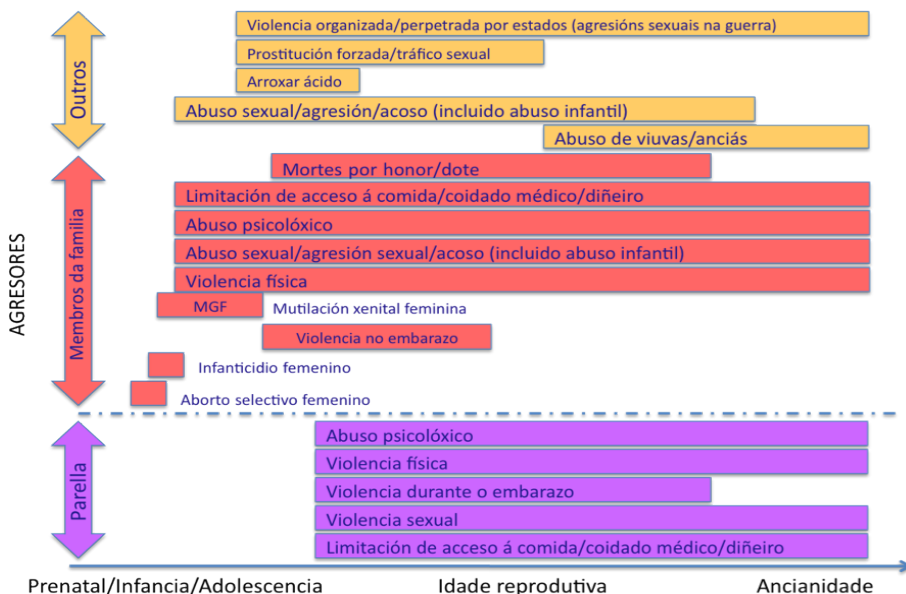 Violencia organizada/perpetrada por estados (agresións sexuais na guerra)
Prostitución forzada/tráfico sexual
Arroxar ácido
Abuso sexual/agresión/acoso (incluido abuso infantil)
Abuso de viuvas/anciás
Outros
Mortes por honor/dote
Limitación de acceso á comida/coidado médico/diñeiro
Abuso psicolóxico
Abuso sexual/agresión sexual/acoso (incluido abuso infantil)
Violencia física
MGF Mutilación xenital feminina
Violencia no embarazo
Infanticidio femenino
Aborto selectivo femenino
Membros da familia
AGRESORES
Abuso psicolóxico
Violencia física
Violencia durante o embarazo
Violencia sexual
Limitación de acceso á comida/coidado médico/diñeiro
Parella
Prenatal/Infancia/Adolescencia Idade reprodutiva Ancianidade